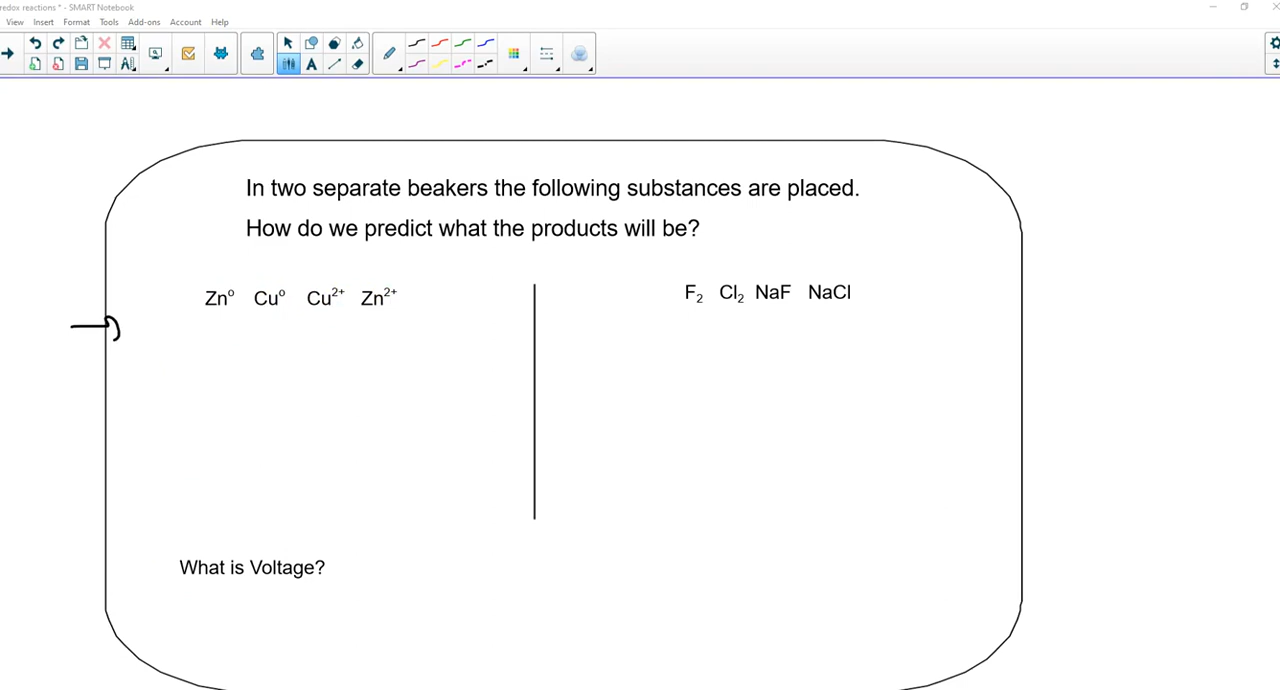 redox reactions * - SMART Notebook
View Insert Format Tools Add-ons Account Help
In two separate beakers the following substances are placed.
How do we predict what the products will be?
Zn⁰ Cu⁰ Cu²⁺ Zn²⁺
F₂ Cl₂ NaF NaCl
What is Voltage?